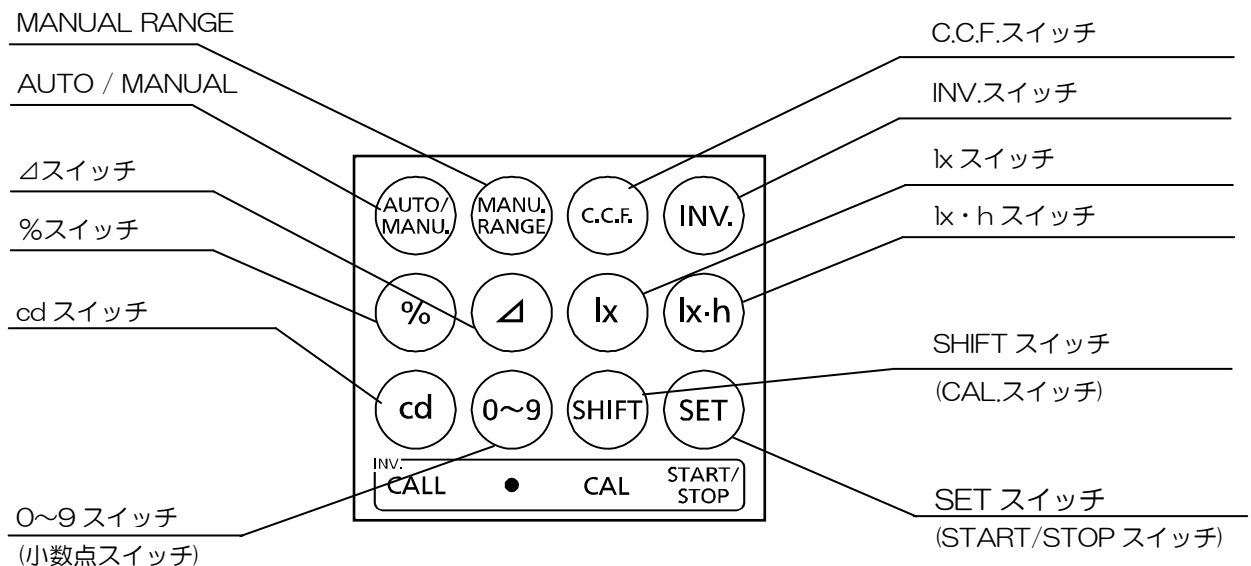 MANUAL RANGE
AUTO / MANUAL
⊿スイッチ
%スイッチ
cd スイッチ
0～9 スイッチ
(小数点スイッチ)
AUTO/
MANU.
MANU.
RANGE
C.C.F.
INV.
%
⊿
lx
lx·h
cd
0～9
SHIFT
SET
INV.
CALL
●
CAL
START/
STOP
C.C.F.スイッチ
INV.スイッチ
lx スイッチ
lx・h スイッチ
SHIFT スイッチ
(CAL.スイッチ)
SET スイッチ
(START/STOP スイッチ)